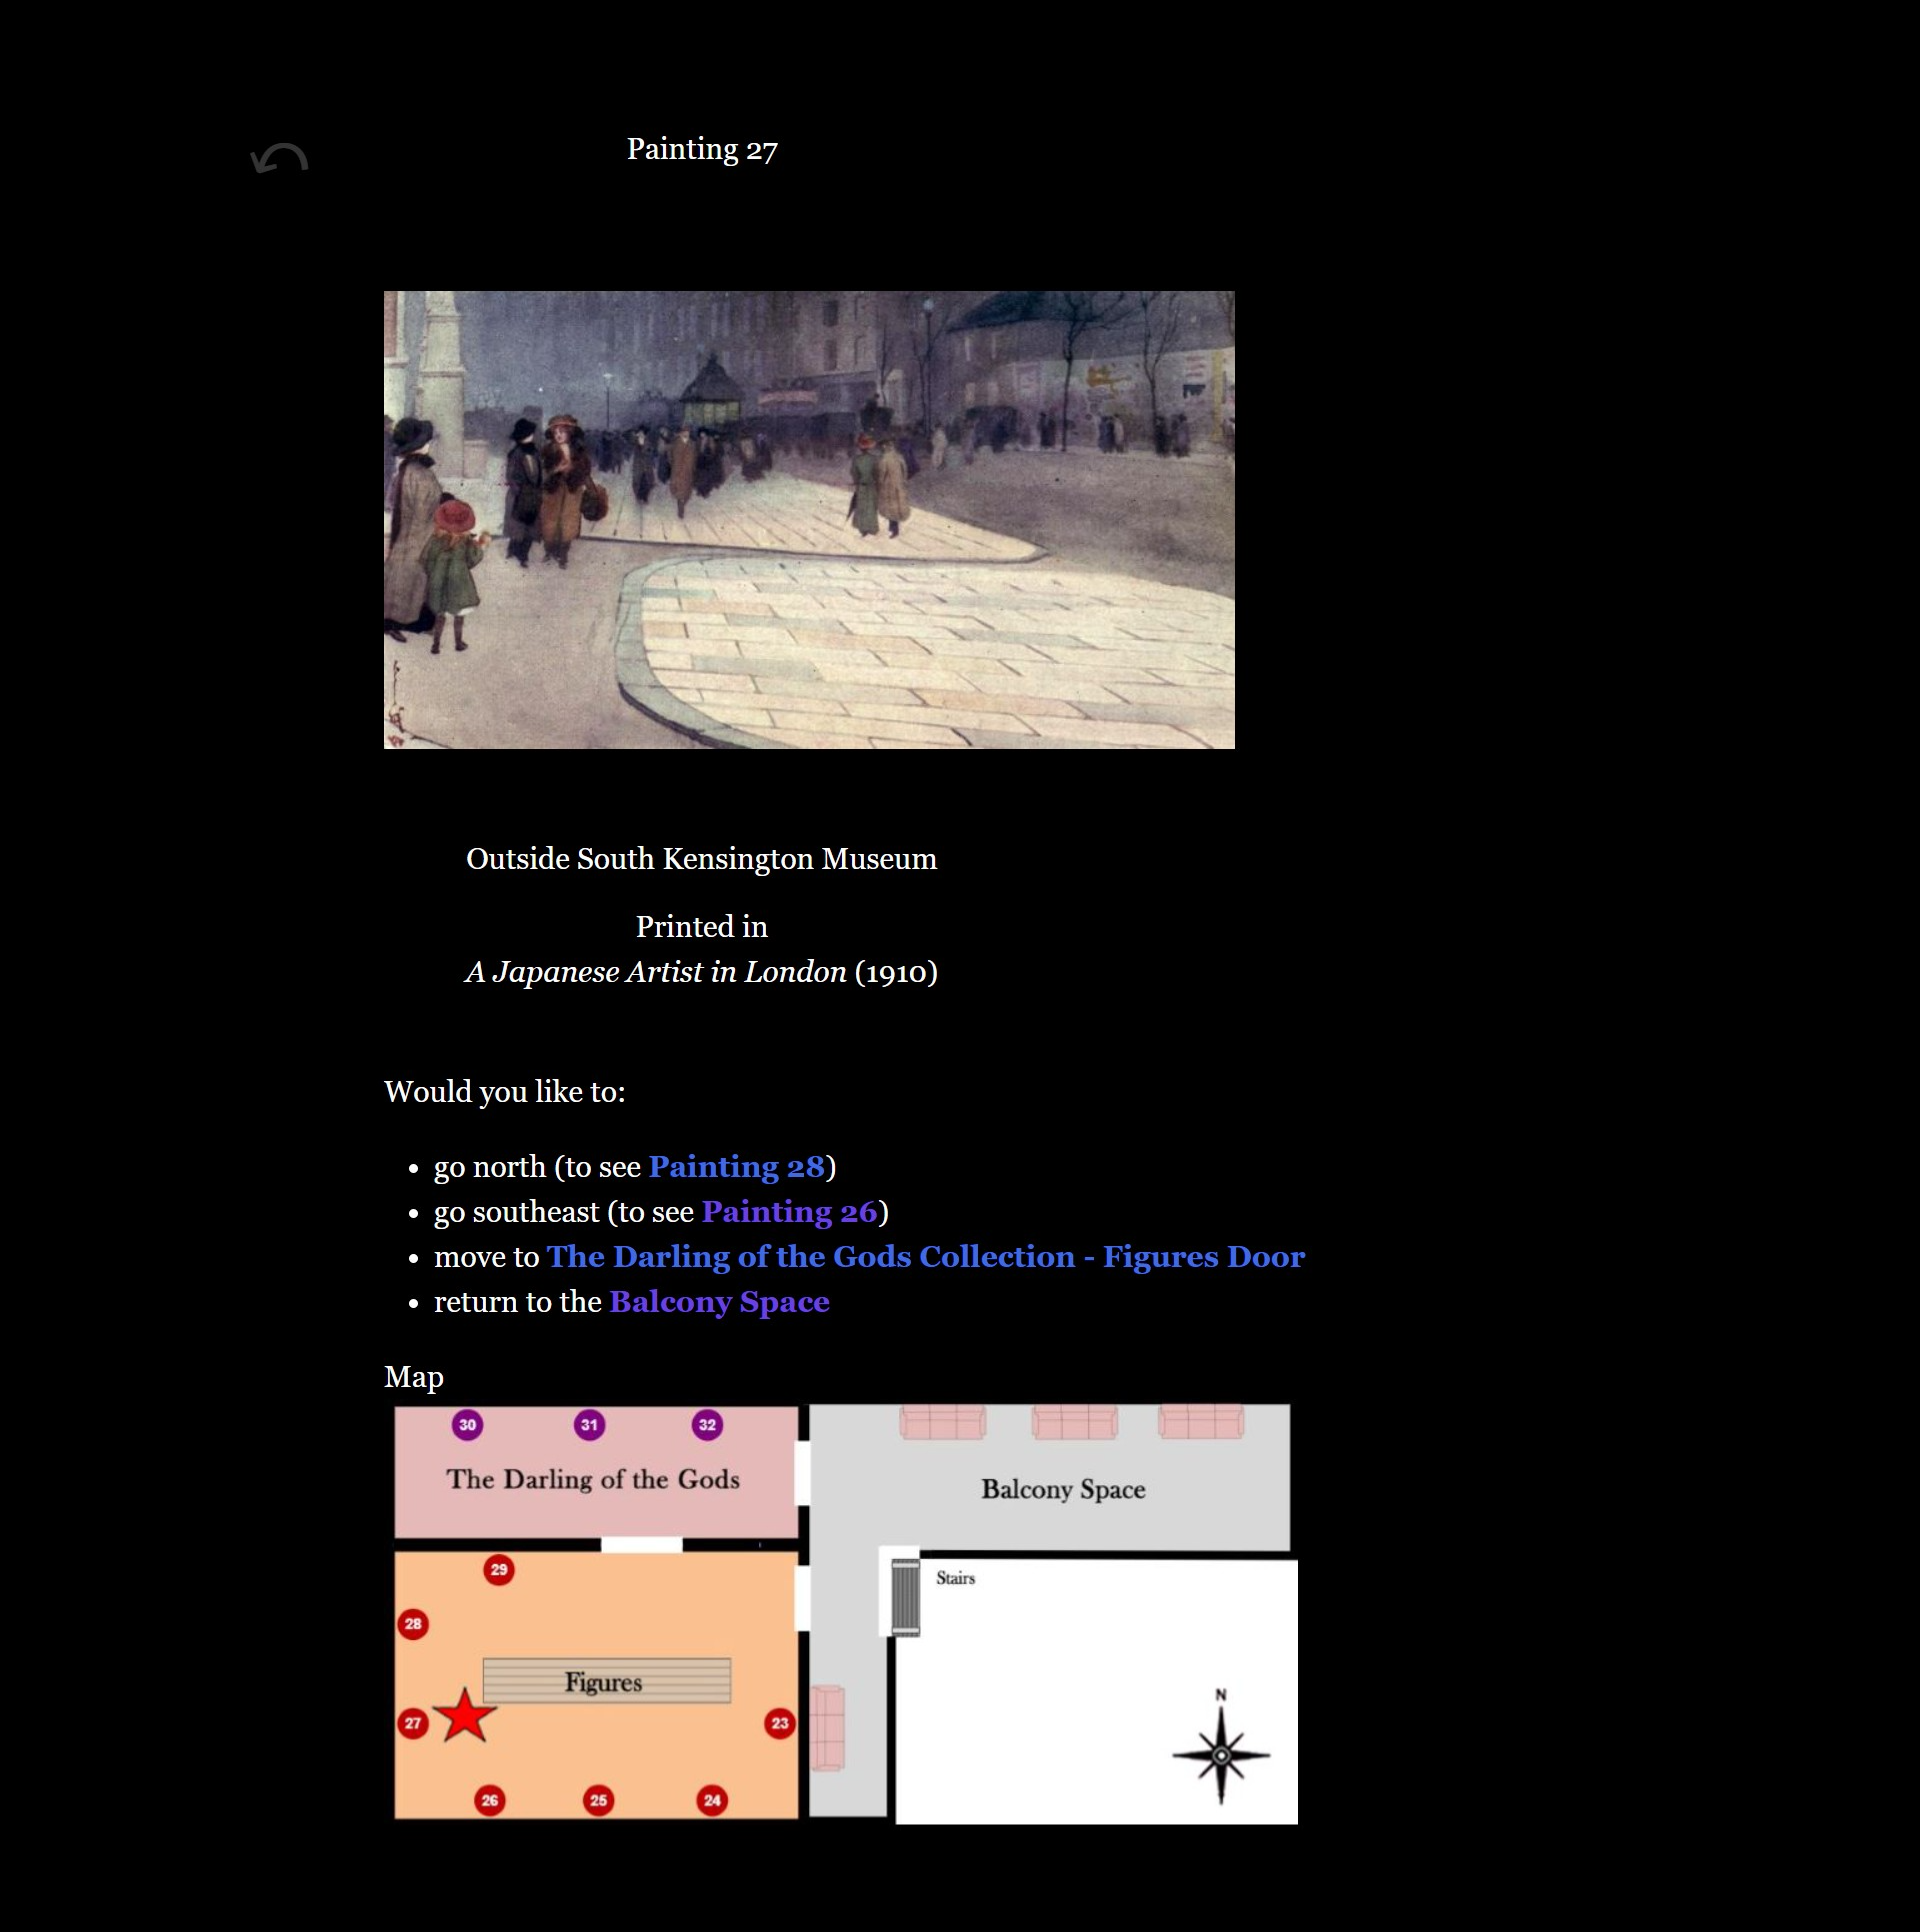 Painting 27
Outside South Kensington Museum
Printed in
A Japanese Artist in London (1910)
Would you like to:
• go north (to see Painting 28)
• go southeast (to see Painting 26)
• move to The Darling of the Gods Collection - Figures Door
• return to the Balcony Space
Map
30 31 32
The Darling of the Gods
Balcony Space
29
Stairs
28
Figures
N
27
23
26 25 24